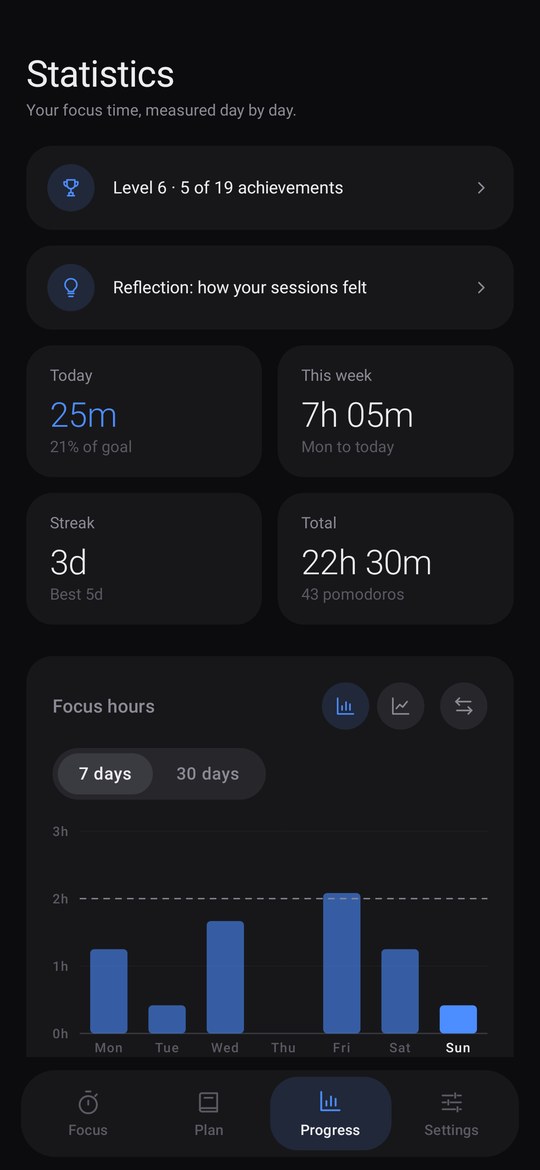 Statistics
Your focus time, measured day by day.
Level 6 · 5 of 19 achievements
Reflection: how your sessions felt
Today
25m
21% of goal
This week
7h 05m
Mon to today
Streak
3d
Best 5d
Total
22h 30m
43 pomodoros
Focus hours
7 days
30 days
3h
2h
1h
0h
Mon Tue Wed Thu Fri Sat Sun
Focus Plan Progress Settings